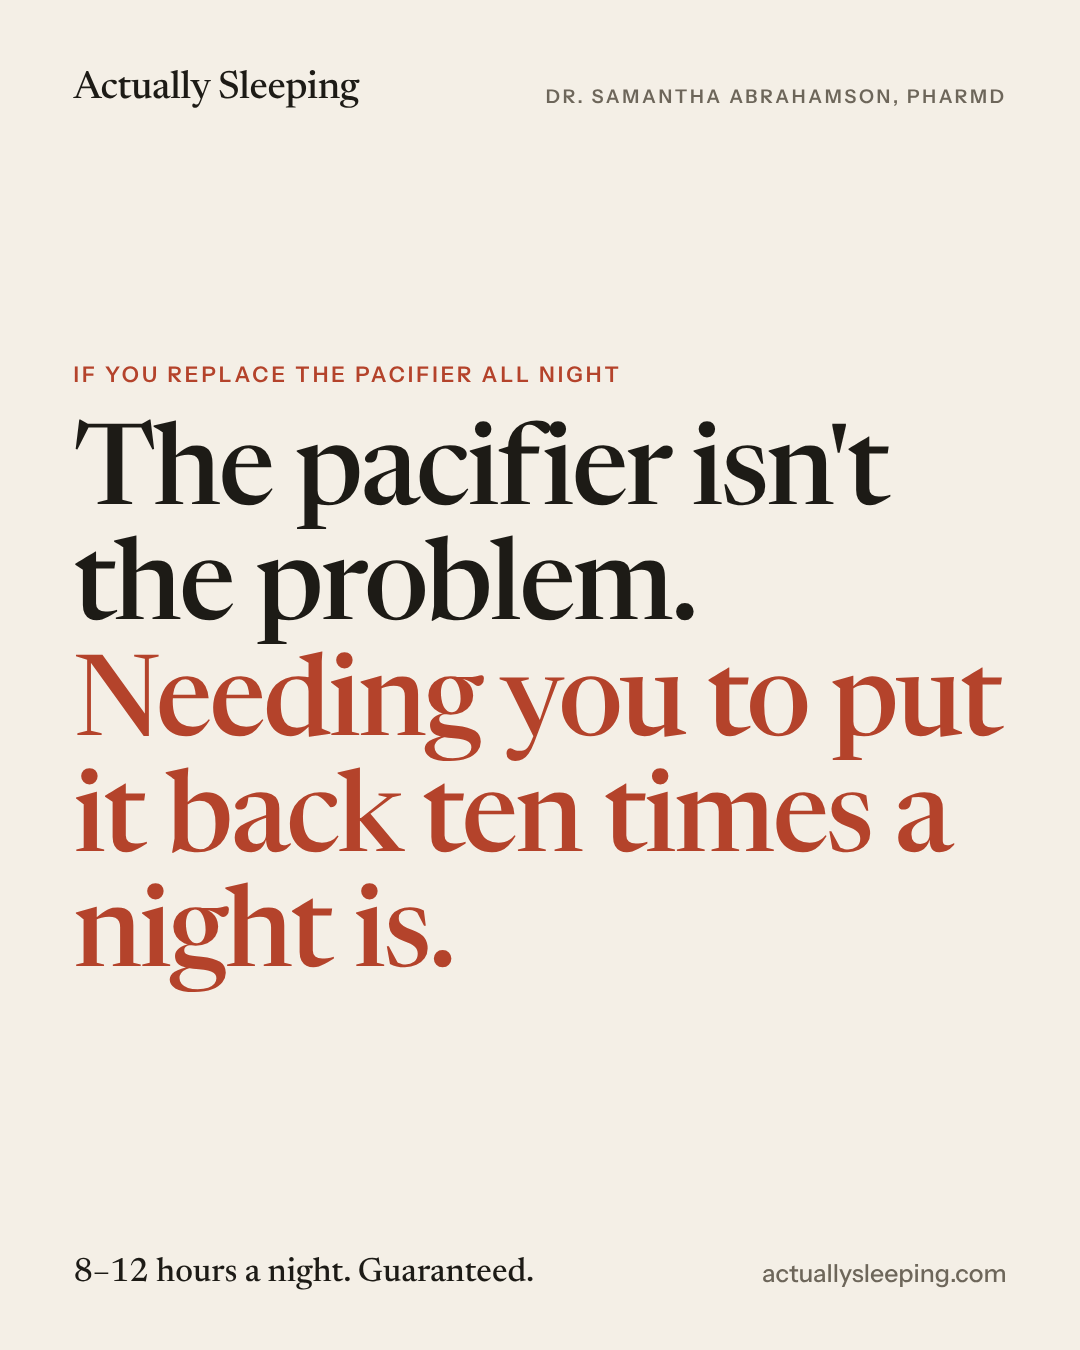 Actually Sleeping
DR. SAMANTHA ABRAHAMSON, PHARMD
IF YOU REPLACE THE PACIFIER ALL NIGHT
The pacifier isn't
the problem.
Needing you to put
it back ten times a
night is.
8–12 hours a night. Guaranteed.
actuallysleeping.com